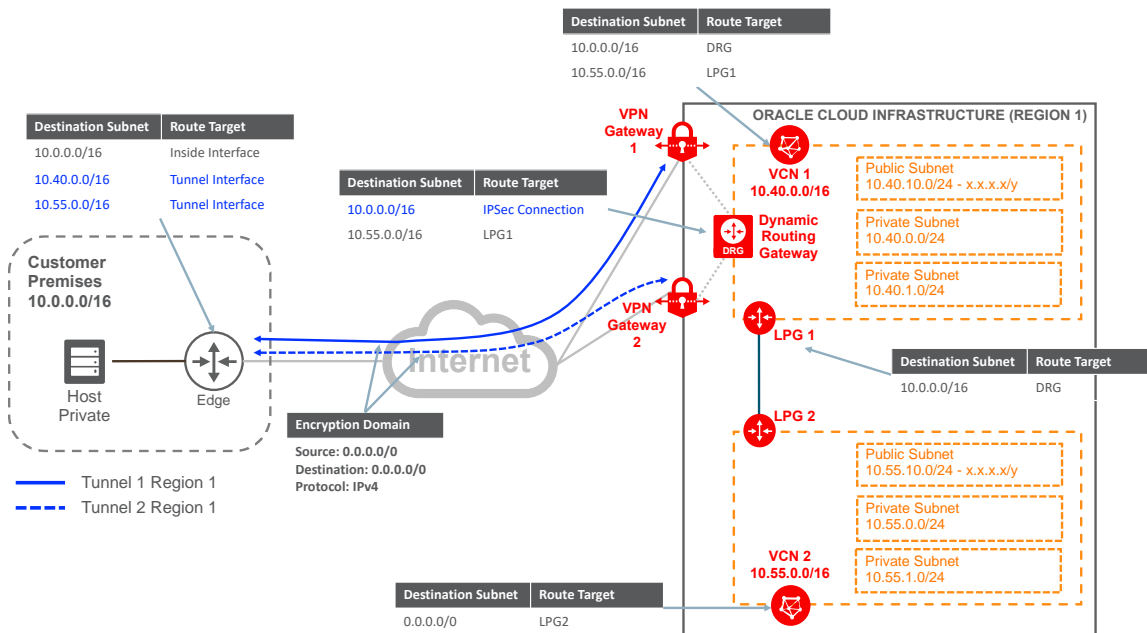 Destination Subnet Route Target
10.0.0.0/16 DRG
10.55.0.0/16 LPG1
ORACLE CLOUD INFRASTRUCTURE (REGION 1)
VPN
Gateway
1
Destination Subnet Route Target
10.0.0.0/16 Inside Interface
10.40.0.0/16 Tunnel Interface
10.55.0.0/16 Tunnel Interface
VCN 1
10.40.0.0/16
Public Subnet
10.40.10.0/24 - x.x.x.x/y
Private Subnet
10.40.0.0/24
Private Subnet
10.40.1.0/24
Destination Subnet Route Target
10.0.0.0/16 IPSec Connection
10.55.0.0/16 LPG1
DRG
Dynamic
Routing
Gateway
Customer
Premises
10.0.0.0/16
Host
Private
Edge
Internet
VPN
Gateway
2
LPG 1
Destination Subnet Route Target
10.0.0.0/16 DRG
LPG 2
Encryption Domain
Source: 0.0.0.0/0
Destination: 0.0.0.0/0
Protocol: IPv4
Tunnel 1 Region 1
Tunnel 2 Region 1
Public Subnet
10.55.10.0/24 - x.x.x.x/y
Private Subnet
10.55.0.0/24
Private Subnet
10.55.1.0/24
VCN 2
10.55.0.0/16
Destination Subnet Route Target
0.0.0.0/0 LPG2